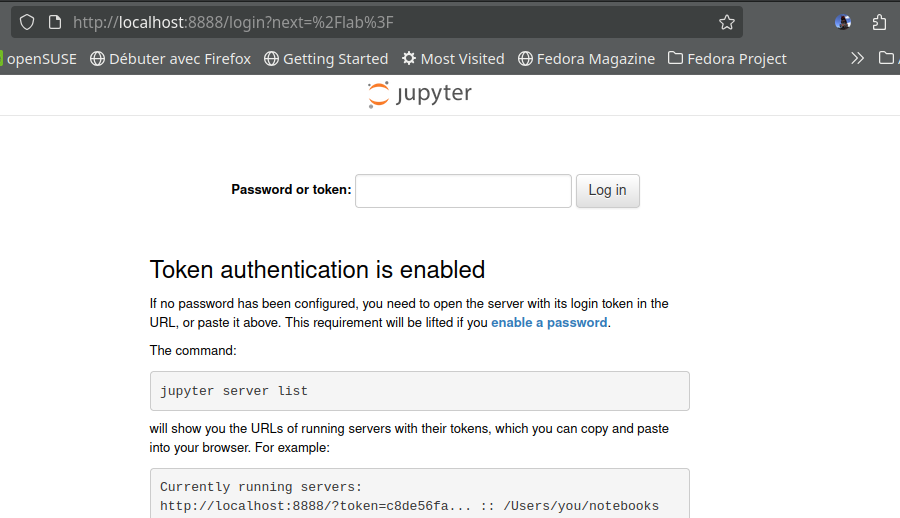 http://localhost:8888/login?next=%2Flab%3F
openSUSE Débuter avec Firefox Getting Started Most Visited Fedora Magazine Fedora Project
jupyter
Password or token: Log in
Token authentication is enabled
If no password has been configured, you need to open the server with its login token in the
URL, or paste it above. This requirement will be lifted if you enable a password.
The command:
jupyter server list
will show you the URLs of running servers with their tokens, which you can copy and paste
into your browser. For example:
Currently running servers:
http://localhost:8888/?token=c8de56fa... :: /Users/you/notebooks